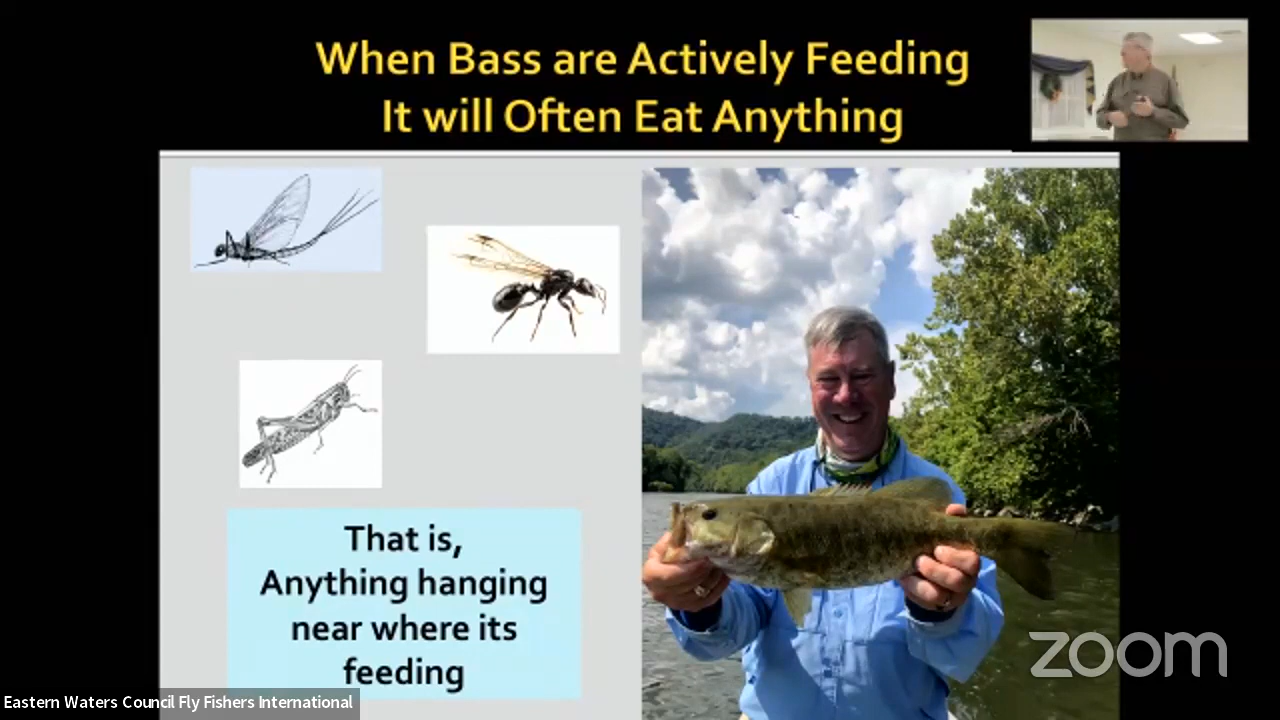 When Bass are Actively Feeding
It will Often Eat Anything
That is,
Anything hanging
near where its
feeding
zoom
Eastern Waters Council Fly Fishers International